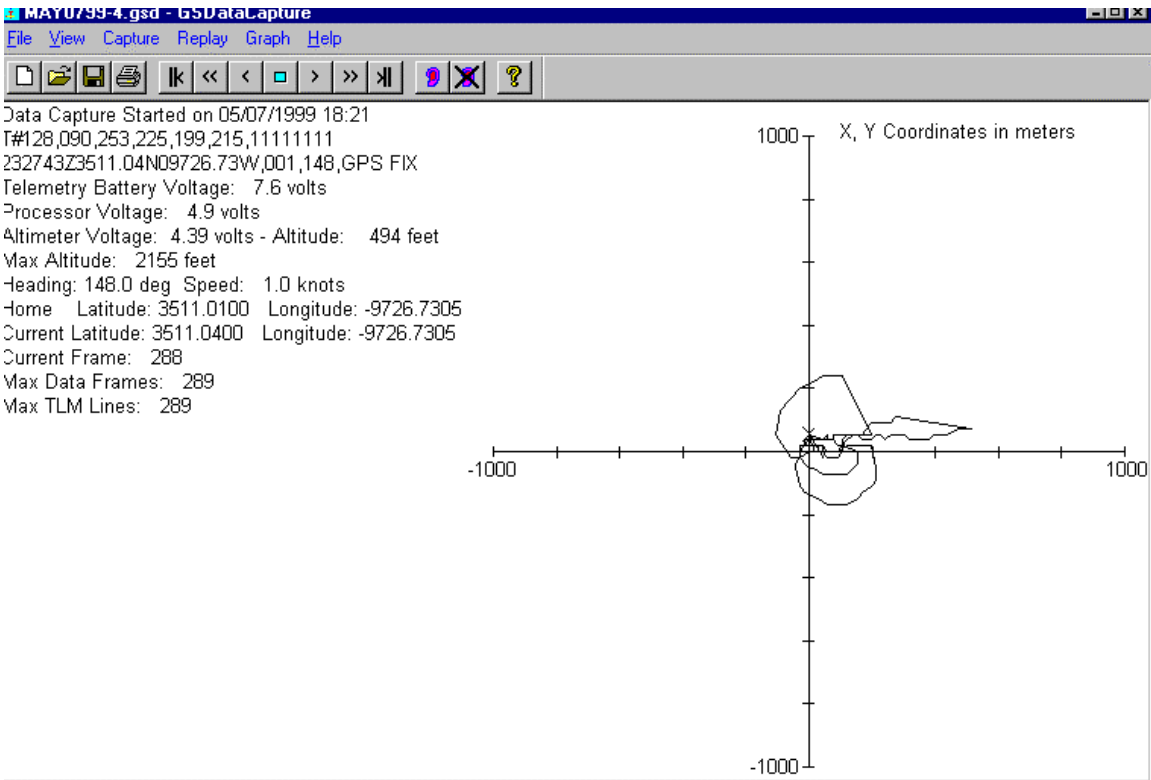 MAY0799-4.gsd - GSDataCapture
File View Capture Replay Graph Help
Data Capture Started on 05/07/1999 18:21
T#128,090,253,225,199,215,11111111
232743Z3511.04N09726.73W,001,148,GPS FIX
Telemetry Battery Voltage: 7.6 volts
Processor Voltage: 4.9 volts
Altimeter Voltage: 4.39 volts - Altitude: 494 feet
Max Altitude: 2155 feet
Heading: 148.0 deg Speed: 1.0 knots
Home Latitude: 3511.0100 Longitude: -9726.7305
Current Latitude: 3511.0400 Longitude: -9726.7305
Current Frame: 288
Max Data Frames: 289
Max TLM Lines: 289
1000
X, Y Coordinates in meters
-1000
1000
-1000